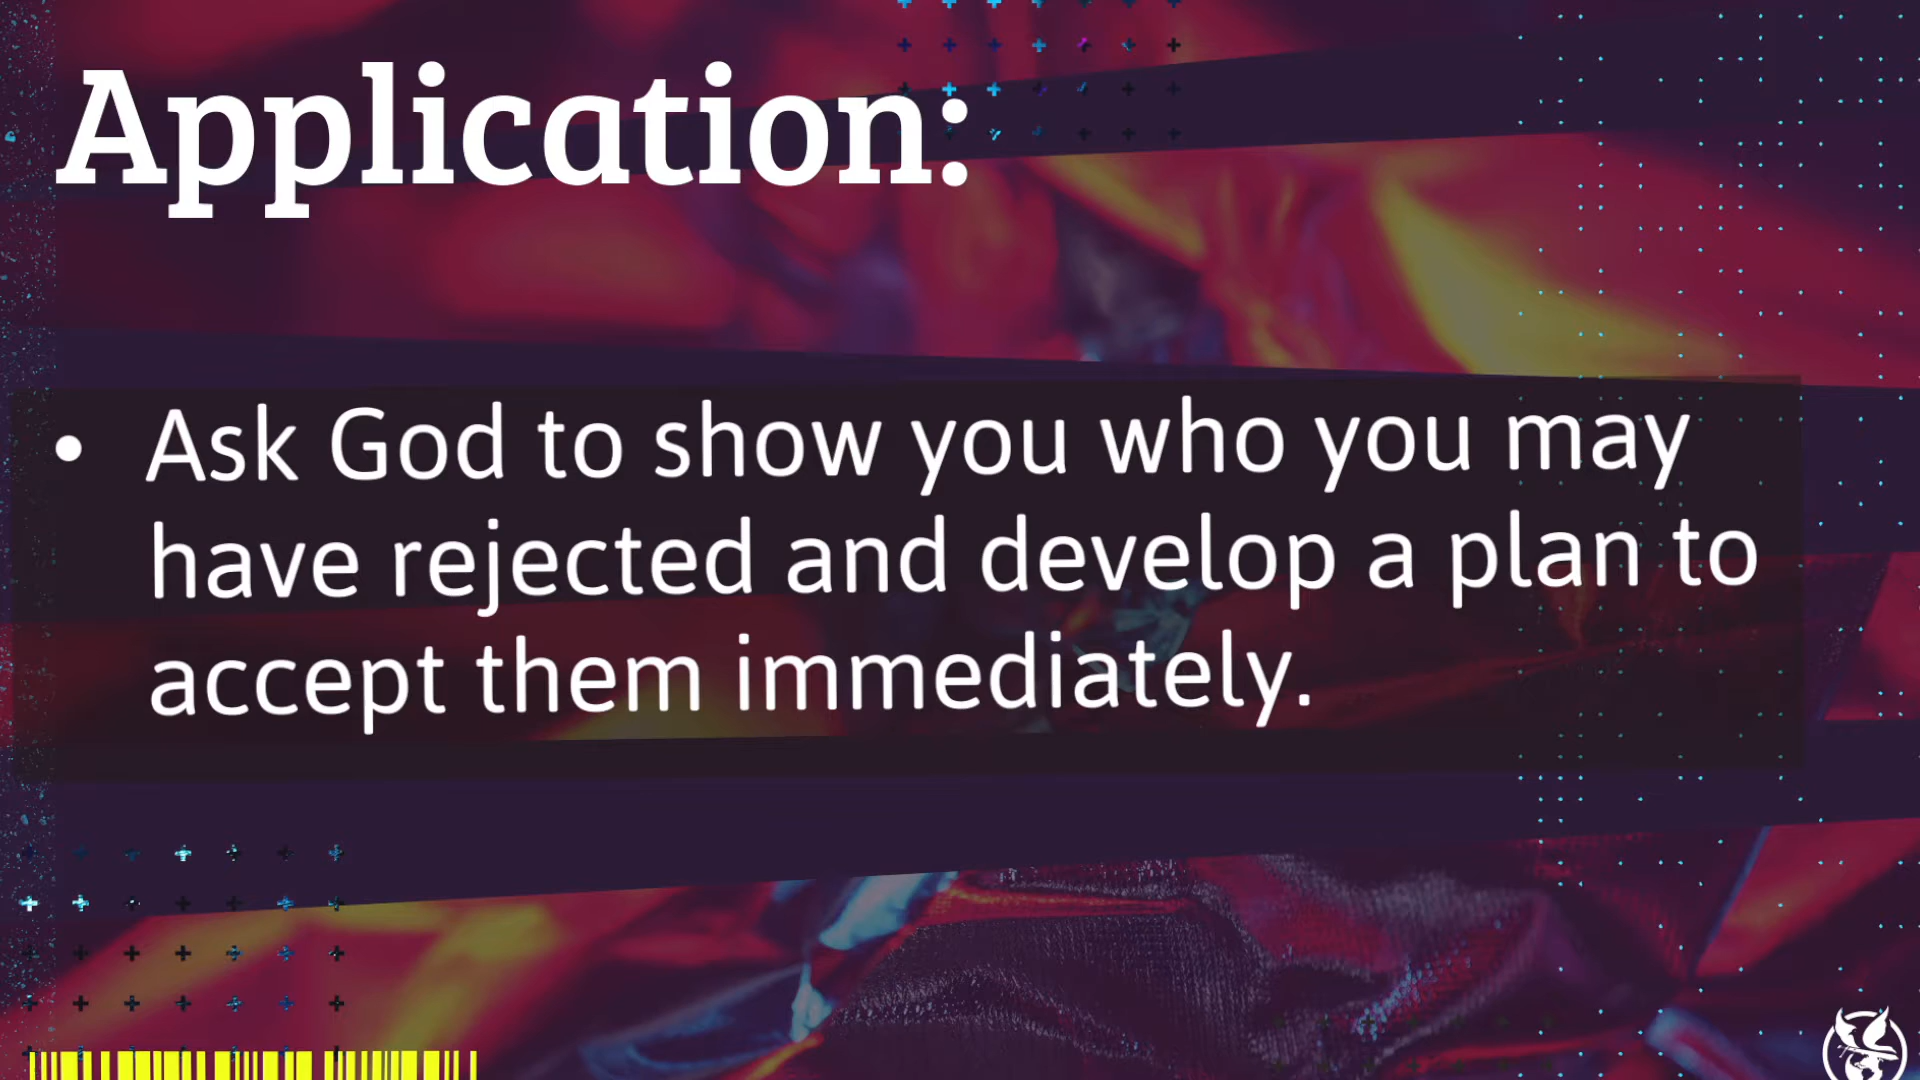 Application:
• Ask God to show you who you may
have rejected and develop a plan to
accept them immediately.